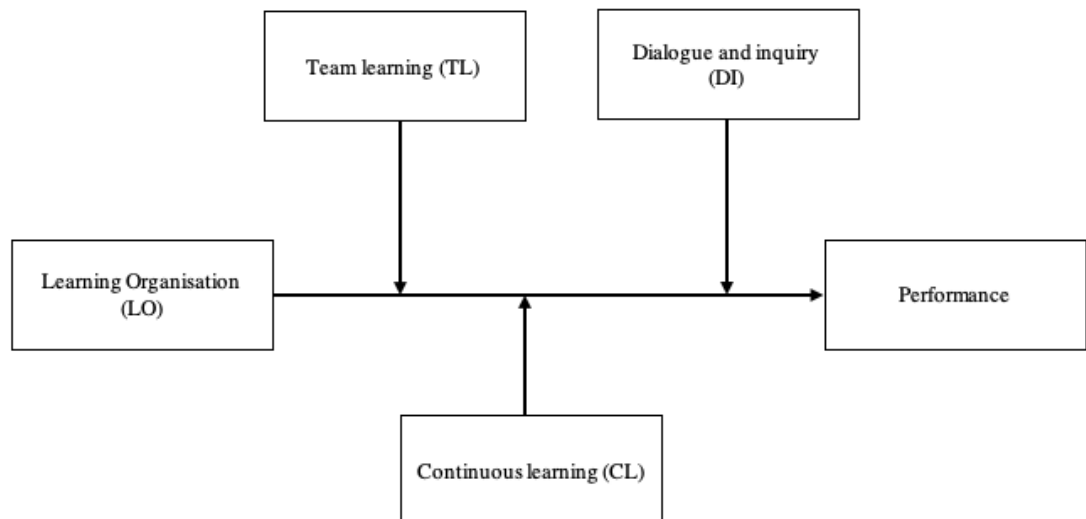 Team learning (TL)
Dialogue and inquiry
(DI)
Learning Organisation
(LO)
Performance
Continuous learning (CL)